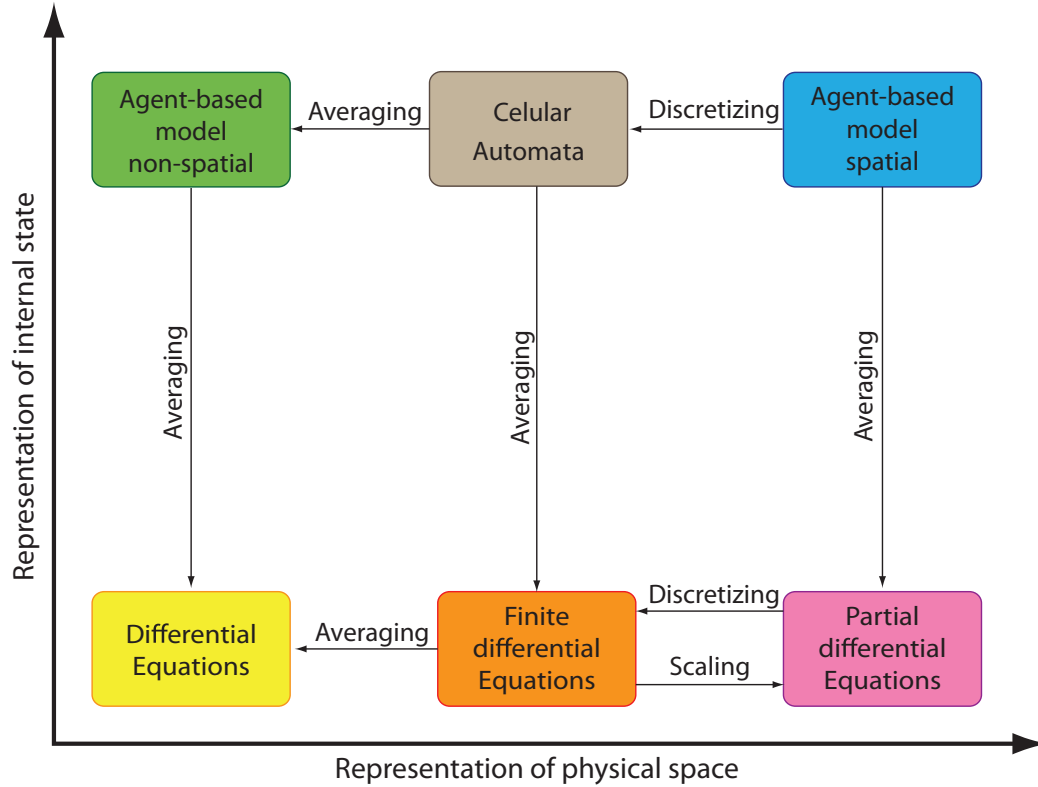 Representation of internal state
Agent-based
model
non-spatial
Averaging
Celular
Automata
Discretizing
Agent-based
model
spatial
Averaging
Averaging
Averaging
Differential
Equations
Averaging
Finite
differential
Equations
Discretizing
Scaling
Partial
differential
Equations
Representation of physical space